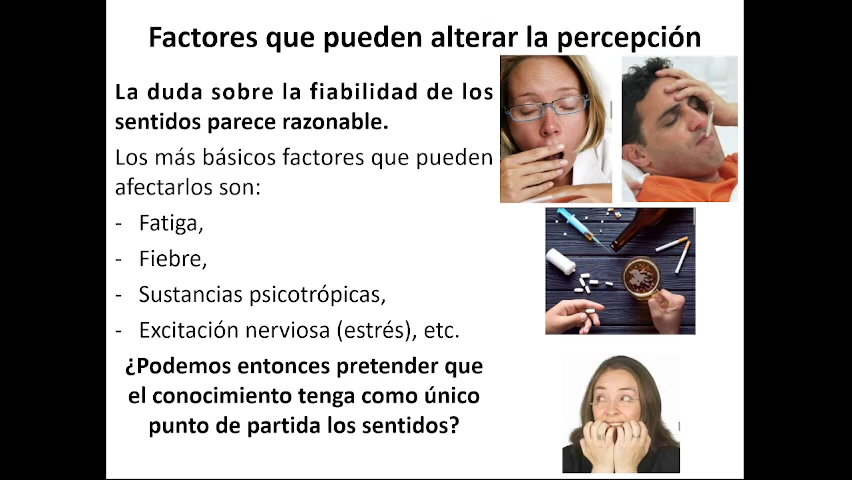 Factores que pueden alterar la percepción
La duda sobre la fiabilidad de los
sentidos parece razonable.
Los más básicos factores que pueden
afectarlos son:
- Fatiga,
- Fiebre,
- Sustancias psicotrópicas,
- Excitación nerviosa (estrés), etc.
¿Podemos entonces pretender que
el conocimiento tenga como único
punto de partida los sentidos?